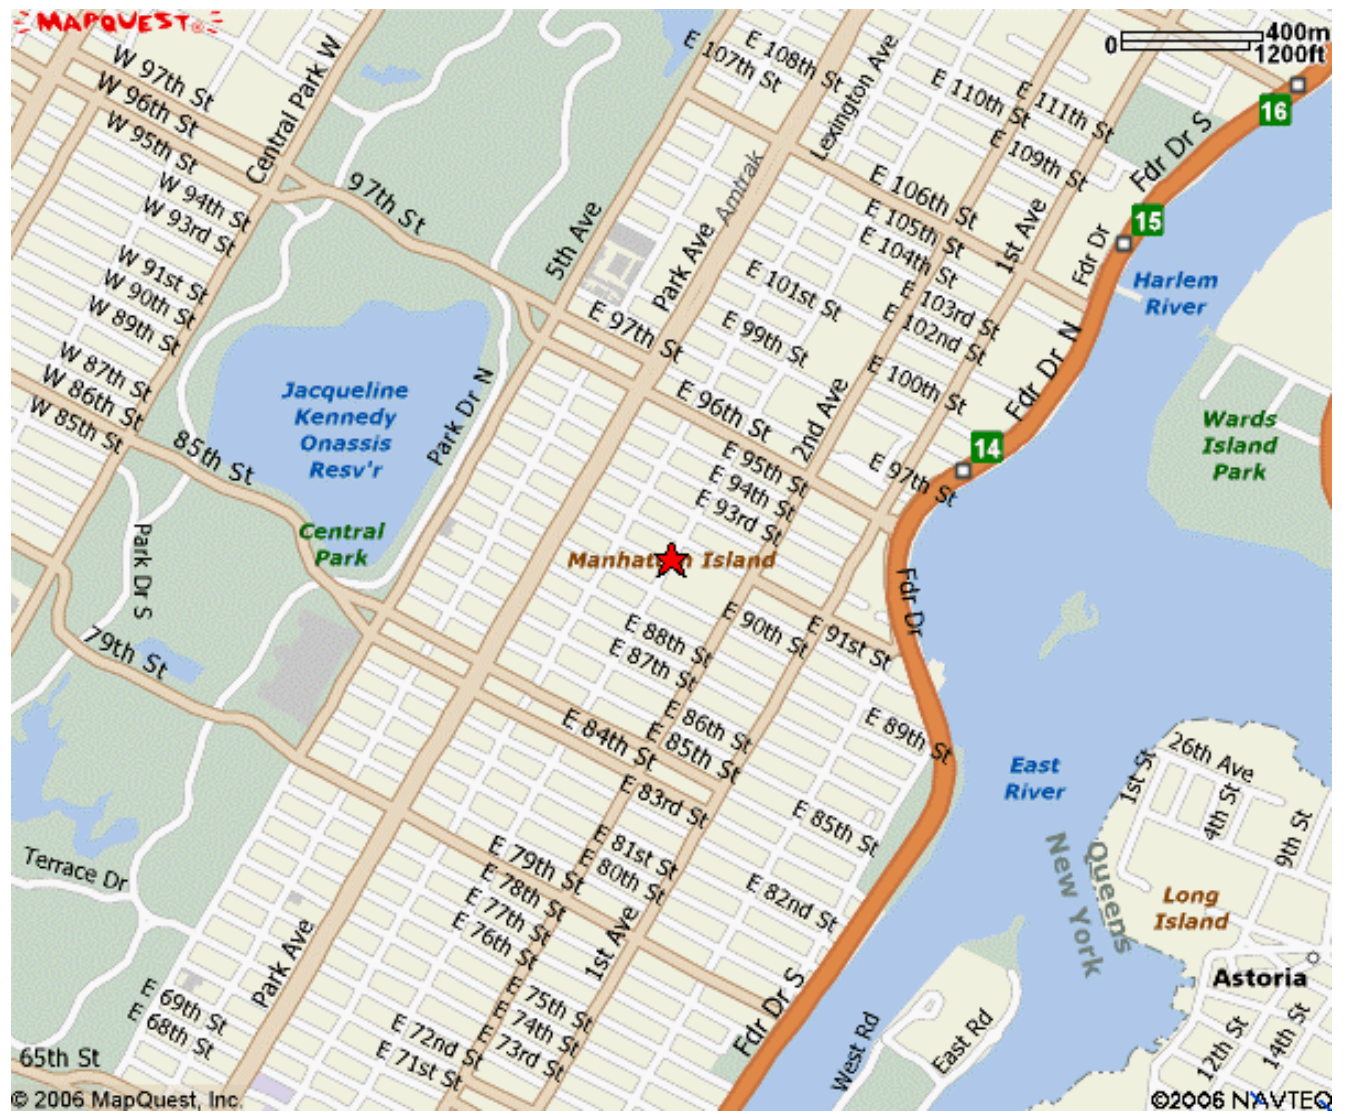 MAPQUEST
400m
0
1200ft
W 97th St
W 96th St
W 95th St
W 94th St
W 93rd St
W 91st St
W 90th St
W 89th St
W 87th St
W 86th St
W 85th St
Central Park W
97th St
5th Ave
E 107th St
E 108th St
Lexington Ave
E 110th St
E 111th St
E 109th St
Fdr Dr S
16
15
Park Ave
Amtrak
E 106th St
E 105th St
E 104th St
1st Ave
Fdr Dr
E 103rd St
E 102nd St
E 101st St
E 99th St
E 100th St
Fdr Dr N
Harlem
River
E 97th St
E 96th St
2nd Ave
Jacqueline
Kennedy
Onassis
Resv'r
Park Dr N
Wards
Island
Park
14
E 97th St
E 95th St
E 94th St
E 93rd St
85th St
Central
Park
Park Dr S
79th St
Manhattan Island
Fdr Dr
E 90th St
E 91st St
E 88th St
E 87th St
E 86th St
E 85th St
E 84th St
E 83rd St
E 89th St
E 85th St
East
River
1st St
26th Ave
4th St
9th St
Queens
New York
Long
Island
Astoria
12th St
14th St
E 81st St
E 80th St
E 79th St
E 78th St
E 77th St
E 76th St
E 82nd St
1st Ave
Terrace Dr
Park Ave
E 69th St
E 68th St
65th St
E 75th St
E 74th St
E 73rd St
E 72nd St
E 71st St
Fdr Dr S
West Rd
East Rd
© 2006 MapQuest, Inc.
©2006 NAVTEQ